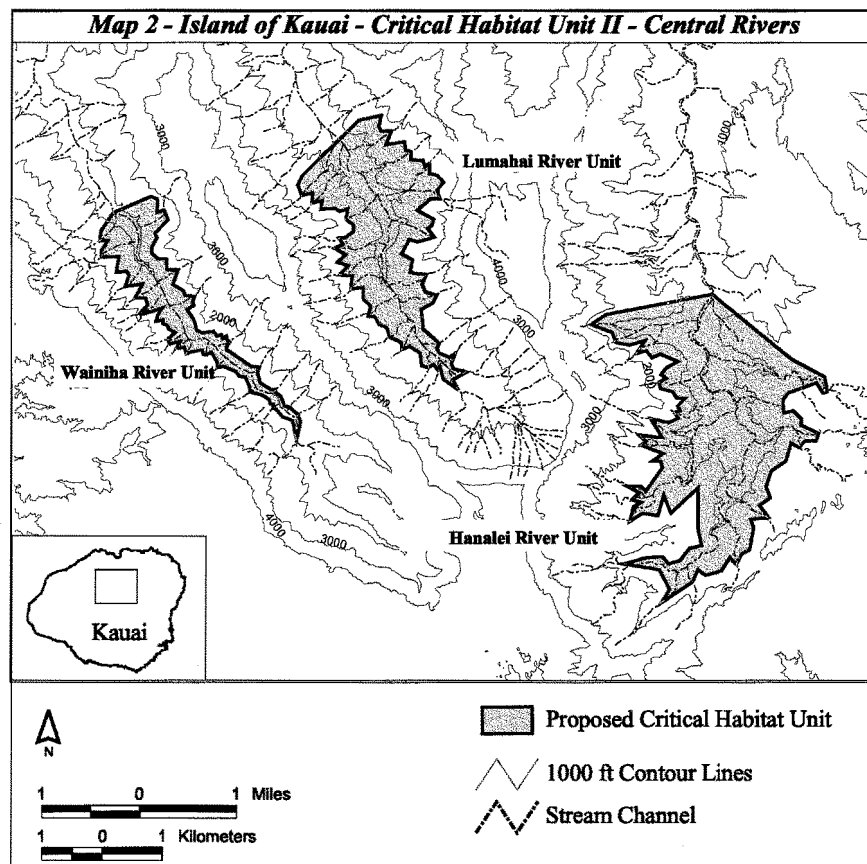 Map 2 - Island of Kauai - Critical Habitat Unit II - Central Rivers
1000
3000
Lumahai River Unit
3000
4000
2000
3000
Wainiha River Unit
2000
3000
3000
4000
3000
Hanalei River Unit
Kauai
N
Proposed Critical Habitat Unit
1000 ft Contour Lines
Stream Channel
1 0 1 Miles
1 0 1 Kilometers